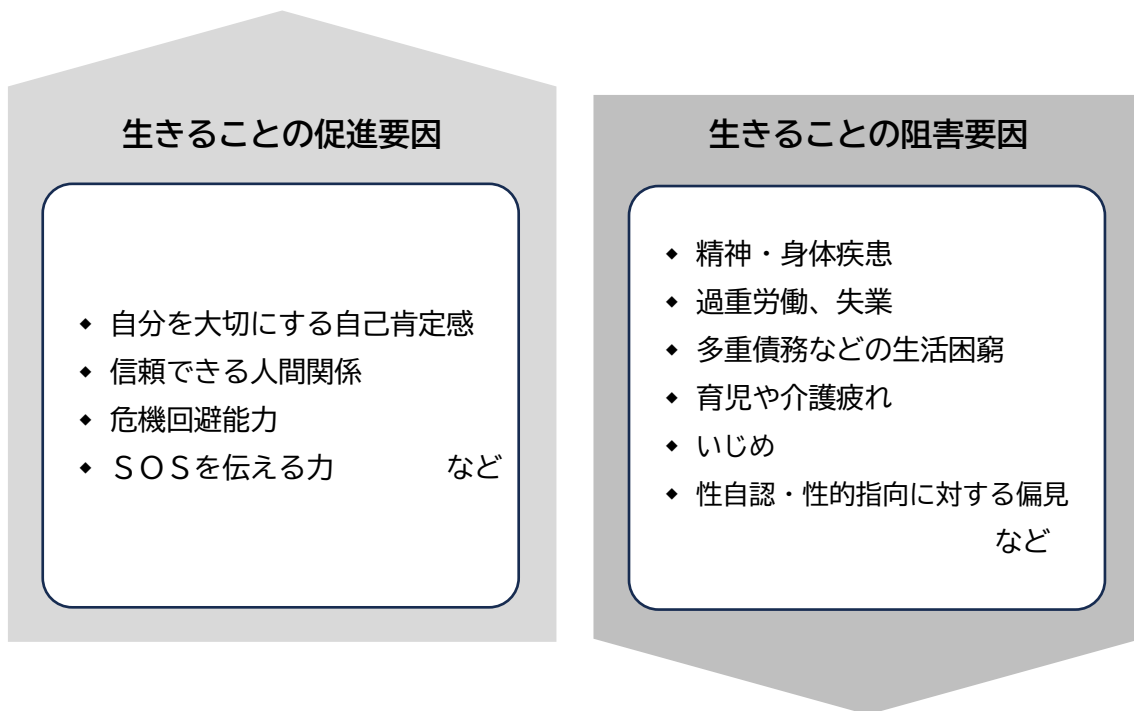 生きることの促進要因
◆ 自分を大切にする自己肯定感
◆ 信頼できる人間関係
◆ 危機回避能力
◆ ＳＯＳを伝える力　　　　など
生きることの阻害要因
◆ 精神・身体疾患
◆ 過重労働、失業
◆ 多重債務などの生活困窮
◆ 育児や介護疲れ
◆ いじめ
◆ 性自認・性的指向に対する偏見
など